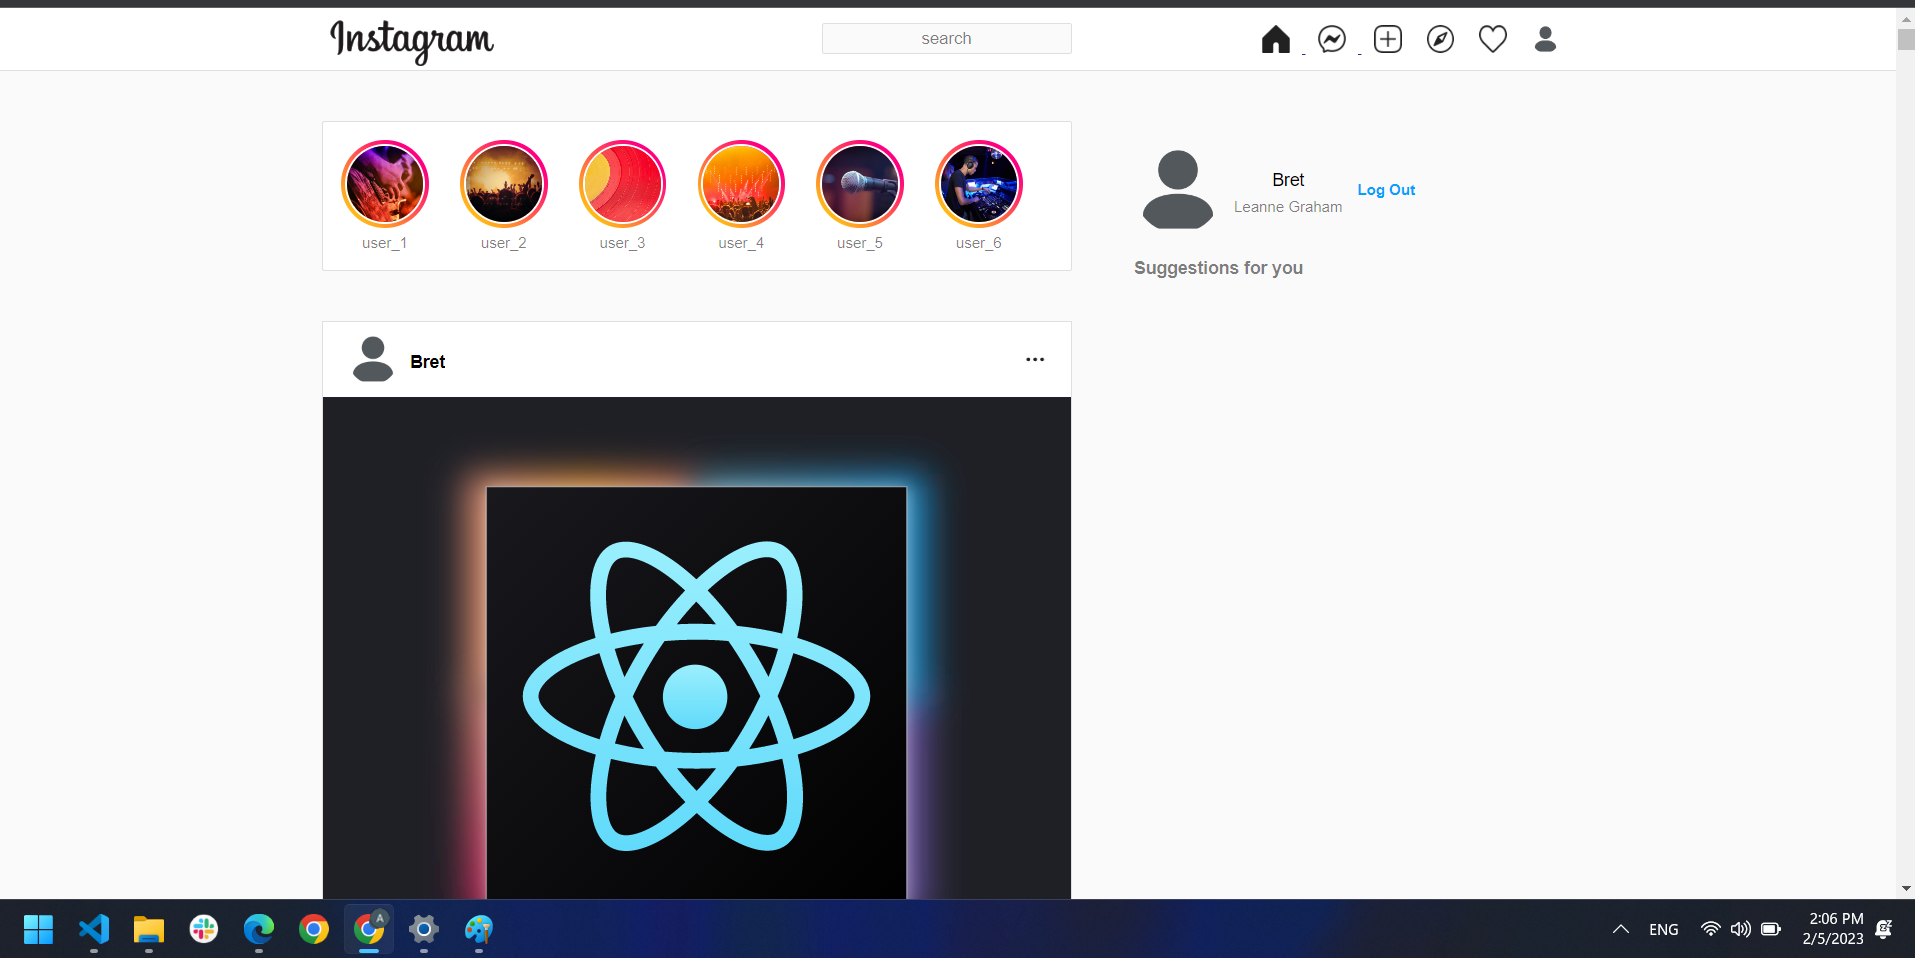 Instagram
search
user_1 user_2 user_3 user_4 user_5 user_6
Bret
Leanne Graham
Log Out
Suggestions for you
Bret
A
ENG
2:06 PM
2/5/2023